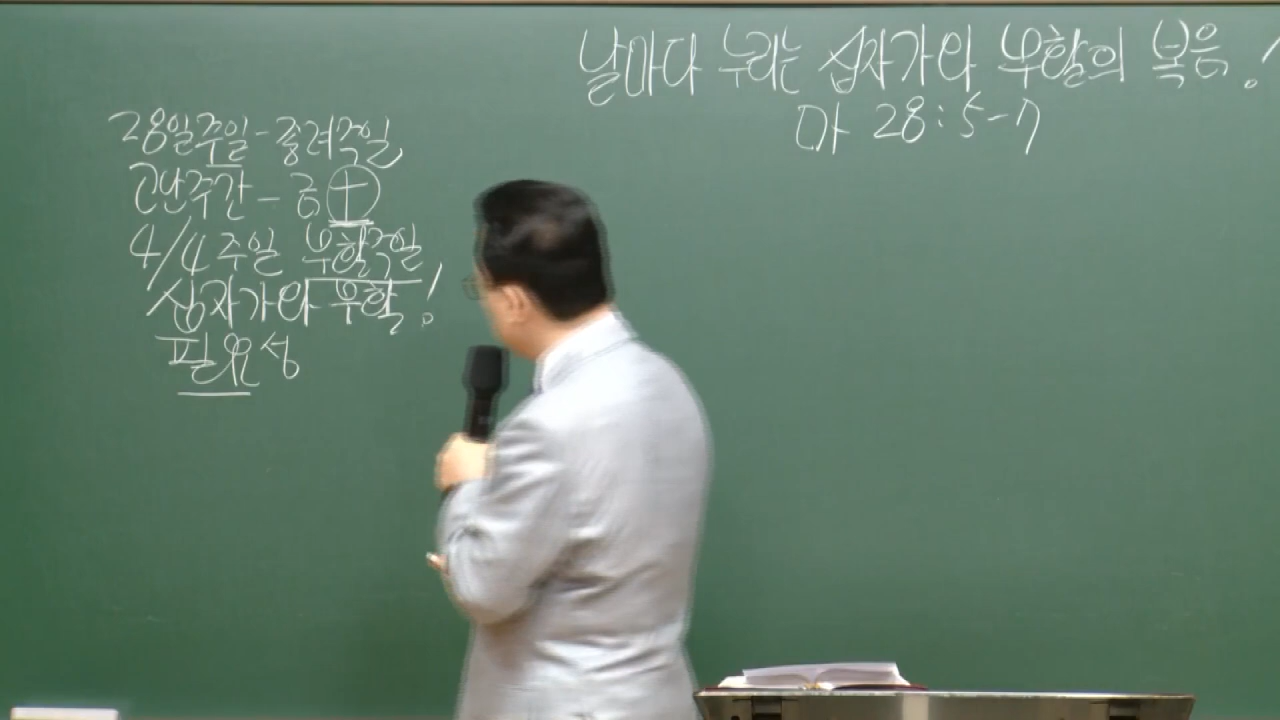 날마다 누리는 십자가와 부활의 복음!
마 28:5-7
28일 주일 - 종려주일
고난주간 - 금 十
4/4 주일 부활주일
십자가와 부활!
필요성